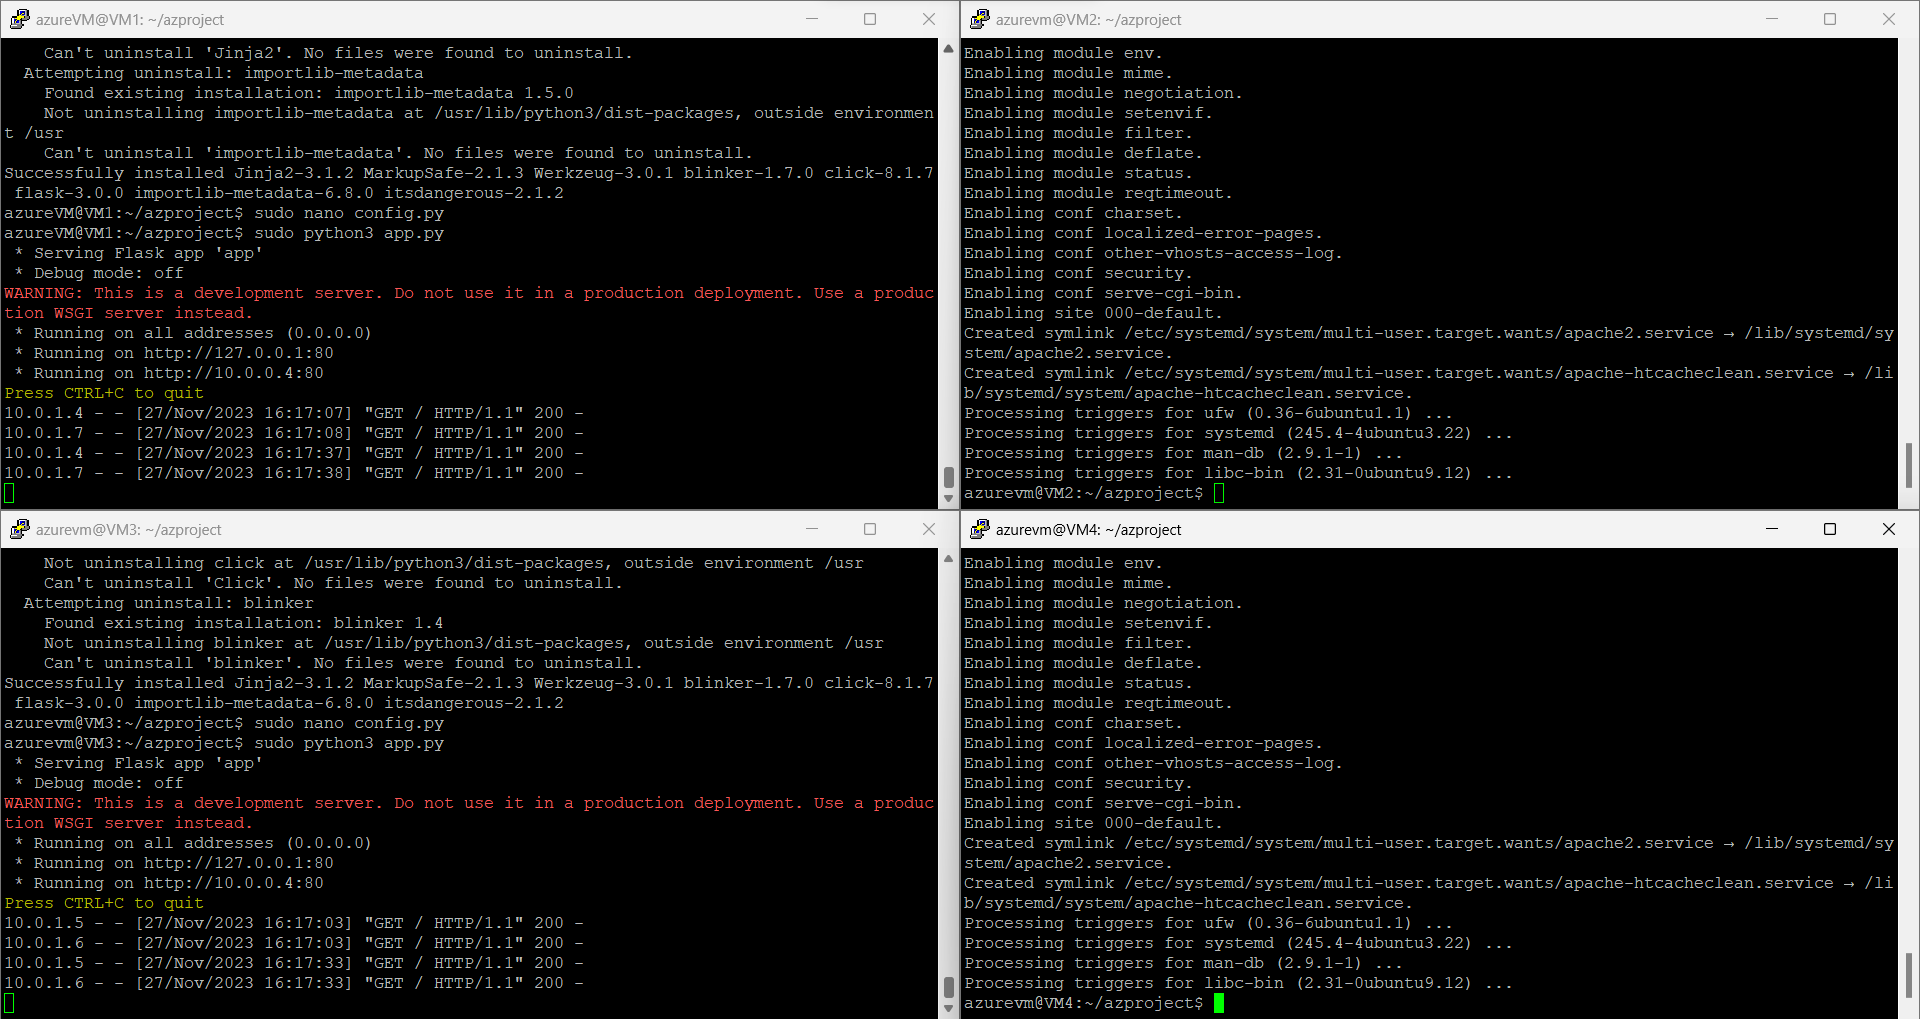 azureVM@VM1: ~/azproject
    Can't uninstall 'Jinja2'. No files were found to uninstall.
  Attempting uninstall: importlib-metadata
    Found existing installation: importlib-metadata 1.5.0
    Not uninstalling importlib-metadata at /usr/lib/python3/dist-packages, outside environmen
t /usr
    Can't uninstall 'importlib-metadata'. No files were found to uninstall.
Successfully installed Jinja2-3.1.2 MarkupSafe-2.1.3 Werkzeug-3.0.1 blinker-1.7.0 click-8.1.7
 flask-3.0.0 importlib-metadata-6.8.0 itsdangerous-2.1.2
azureVM@VM1:~/azproject$ sudo nano config.py
azureVM@VM1:~/azproject$ sudo python3 app.py
 * Serving Flask app 'app'
 * Debug mode: off
WARNING: This is a development server. Do not use it in a production deployment. Use a produc
tion WSGI server instead.
 * Running on all addresses (0.0.0.0)
 * Running on http://127.0.0.1:80
 * Running on http://10.0.0.4:80
Press CTRL+C to quit
10.0.1.4 - - [27/Nov/2023 16:17:07] "GET / HTTP/1.1" 200 -
10.0.1.7 - - [27/Nov/2023 16:17:08] "GET / HTTP/1.1" 200 -
10.0.1.4 - - [27/Nov/2023 16:17:37] "GET / HTTP/1.1" 200 -
10.0.1.7 - - [27/Nov/2023 16:17:38] "GET / HTTP/1.1" 200 -
azurevm@VM2: ~/azproject
Enabling module env.
Enabling module mime.
Enabling module negotiation.
Enabling module setenvif.
Enabling module filter.
Enabling module deflate.
Enabling module status.
Enabling module reqtimeout.
Enabling conf charset.
Enabling conf localized-error-pages.
Enabling conf other-vhosts-access-log.
Enabling conf security.
Enabling conf serve-cgi-bin.
Enabling site 000-default.
Created symlink /etc/systemd/system/multi-user.target.wants/apache2.service → /lib/systemd/sy
stem/apache2.service.
Created symlink /etc/systemd/system/multi-user.target.wants/apache-htcacheclean.service → /li
b/systemd/system/apache-htcacheclean.service.
Processing triggers for ufw (0.36-6ubuntu1.1) ...
Processing triggers for systemd (245.4-4ubuntu3.22) ...
Processing triggers for man-db (2.9.1-1) ...
Processing triggers for libc-bin (2.31-0ubuntu9.12) ...
azurevm@VM2:~/azproject$
azurevm@VM3: ~/azproject
    Not uninstalling click at /usr/lib/python3/dist-packages, outside environment /usr
    Can't uninstall 'Click'. No files were found to uninstall.
  Attempting uninstall: blinker
    Found existing installation: blinker 1.4
    Not uninstalling blinker at /usr/lib/python3/dist-packages, outside environment /usr
    Can't uninstall 'blinker'. No files were found to uninstall.
Successfully installed Jinja2-3.1.2 MarkupSafe-2.1.3 Werkzeug-3.0.1 blinker-1.7.0 click-8.1.7
 flask-3.0.0 importlib-metadata-6.8.0 itsdangerous-2.1.2
azurevm@VM3:~/azproject$ sudo nano config.py
azurevm@VM3:~/azproject$ sudo python3 app.py
 * Serving Flask app 'app'
 * Debug mode: off
WARNING: This is a development server. Do not use it in a production deployment. Use a produc
tion WSGI server instead.
 * Running on all addresses (0.0.0.0)
 * Running on http://127.0.0.1:80
 * Running on http://10.0.0.4:80
Press CTRL+C to quit
10.0.1.5 - - [27/Nov/2023 16:17:03] "GET / HTTP/1.1" 200 -
10.0.1.6 - - [27/Nov/2023 16:17:03] "GET / HTTP/1.1" 200 -
10.0.1.5 - - [27/Nov/2023 16:17:33] "GET / HTTP/1.1" 200 -
10.0.1.6 - - [27/Nov/2023 16:17:33] "GET / HTTP/1.1" 200 -
azurevm@VM4: ~/azproject
Enabling module env.
Enabling module mime.
Enabling module negotiation.
Enabling module setenvif.
Enabling module filter.
Enabling module deflate.
Enabling module status.
Enabling module reqtimeout.
Enabling conf charset.
Enabling conf localized-error-pages.
Enabling conf other-vhosts-access-log.
Enabling conf security.
Enabling conf serve-cgi-bin.
Enabling site 000-default.
Created symlink /etc/systemd/system/multi-user.target.wants/apache2.service → /lib/systemd/sy
stem/apache2.service.
Created symlink /etc/systemd/system/multi-user.target.wants/apache-htcacheclean.service → /li
b/systemd/system/apache-htcacheclean.service.
Processing triggers for ufw (0.36-6ubuntu1.1) ...
Processing triggers for systemd (245.4-4ubuntu3.22) ...
Processing triggers for man-db (2.9.1-1) ...
Processing triggers for libc-bin (2.31-0ubuntu9.12) ...
azurevm@VM4:~/azproject$